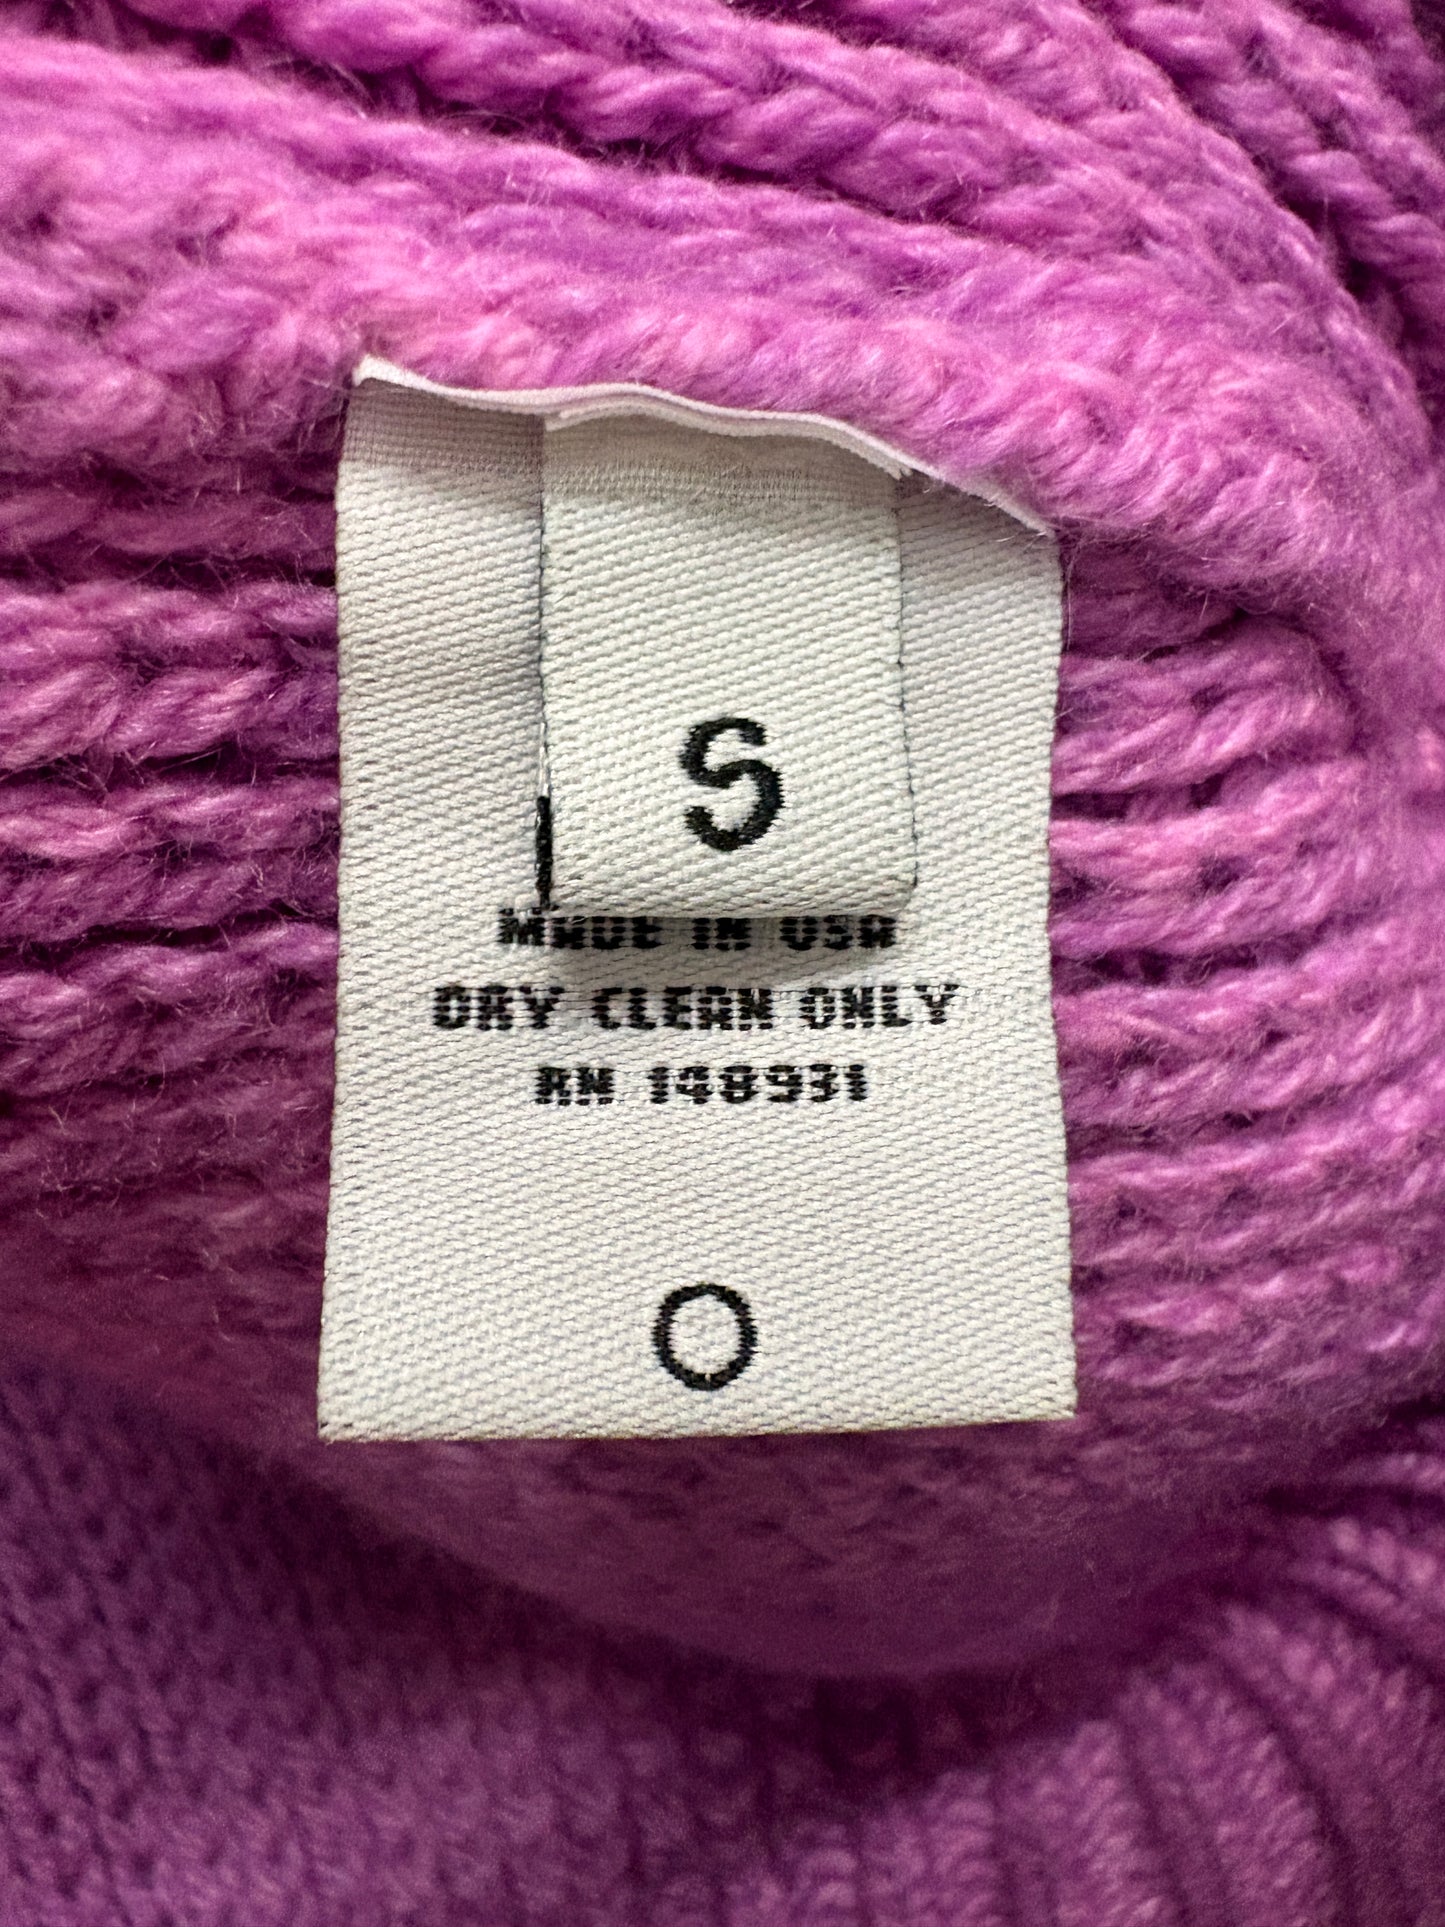 S
MADE IN USA
DRY CLEAN ONLY
RN 148931
O